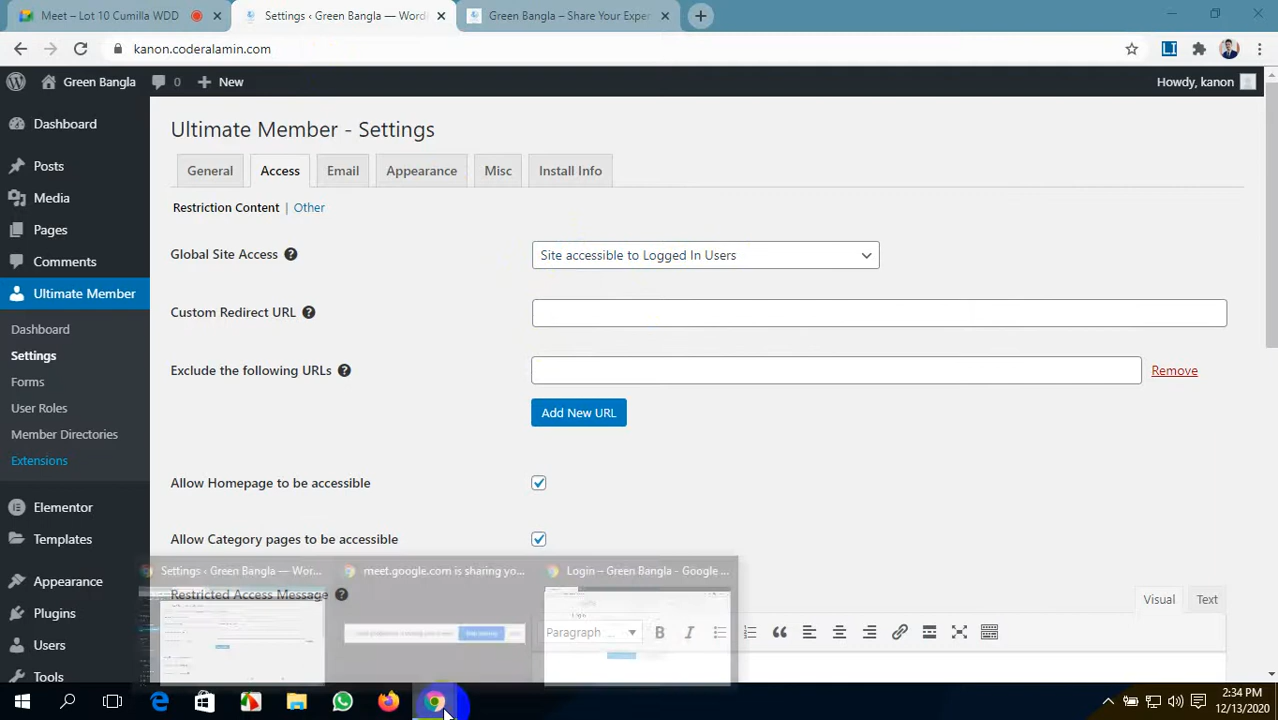 Meet – Lot 10 Cumilla WDD
Settings ‹ Green Bangla — Word
Green Bangla – Share Your Exper
kanon.coderalamin.com
Green Bangla
0
New
Howdy, kanon
Dashboard
Posts
Media
Pages
Comments
Ultimate Member
Dashboard
Settings
Forms
User Roles
Member Directories
Extensions
Elementor
Templates
Appearance
Plugins
Users
Tools
Ultimate Member - Settings
General
Access
Email
Appearance
Misc
Install Info
Restriction Content | Other
Global Site Access
Site accessible to Logged In Users
Custom Redirect URL
Exclude the following URLs
Remove
Add New URL
Allow Homepage to be accessible
Allow Category pages to be accessible
Restricted Access Message
Visual
Text
Paragraph
Settings ‹ Green Bangla — Wor...
meet.google.com is sharing yo...
Login – Green Bangla - Google ...
2:34 PM
12/13/2020